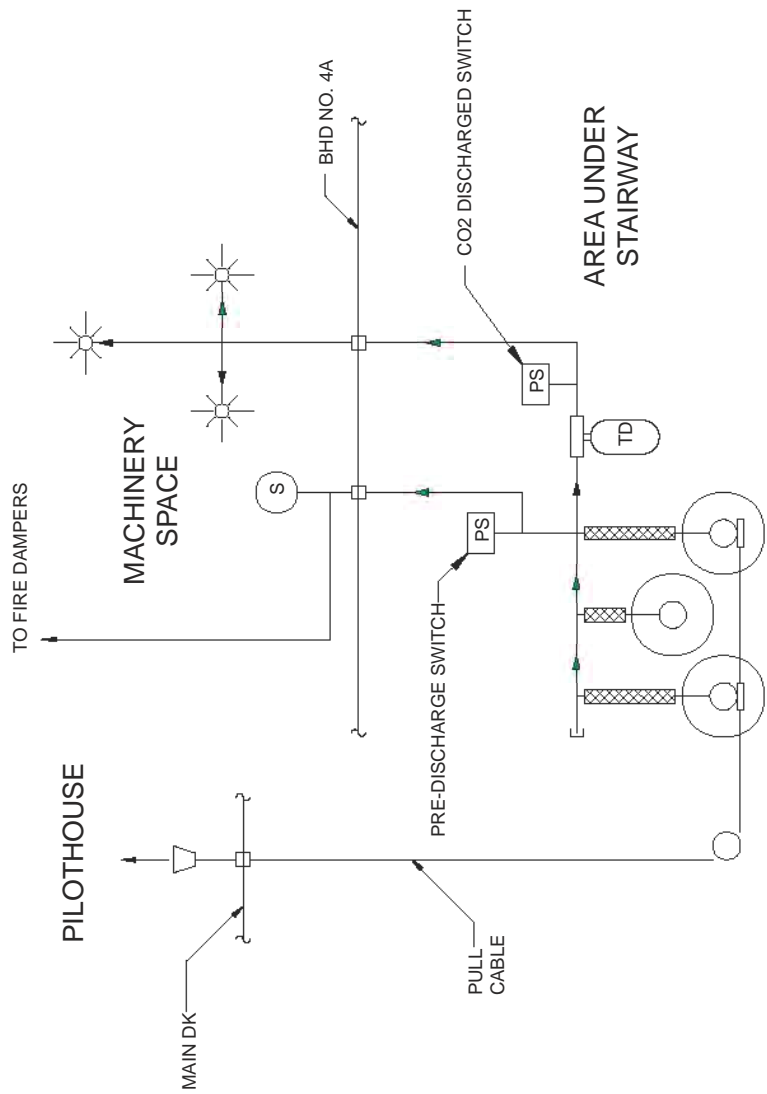 PILOTHOUSE
TO FIRE DAMPERS
MACHINERY
SPACE
S
MAIN DK
BHD NO. 4A
PRE-DISCHARGE SWITCH
PS
CO2 DISCHARGED SWITCH
PS
TD
PULL
CABLE
AREA UNDER
STAIRWAY